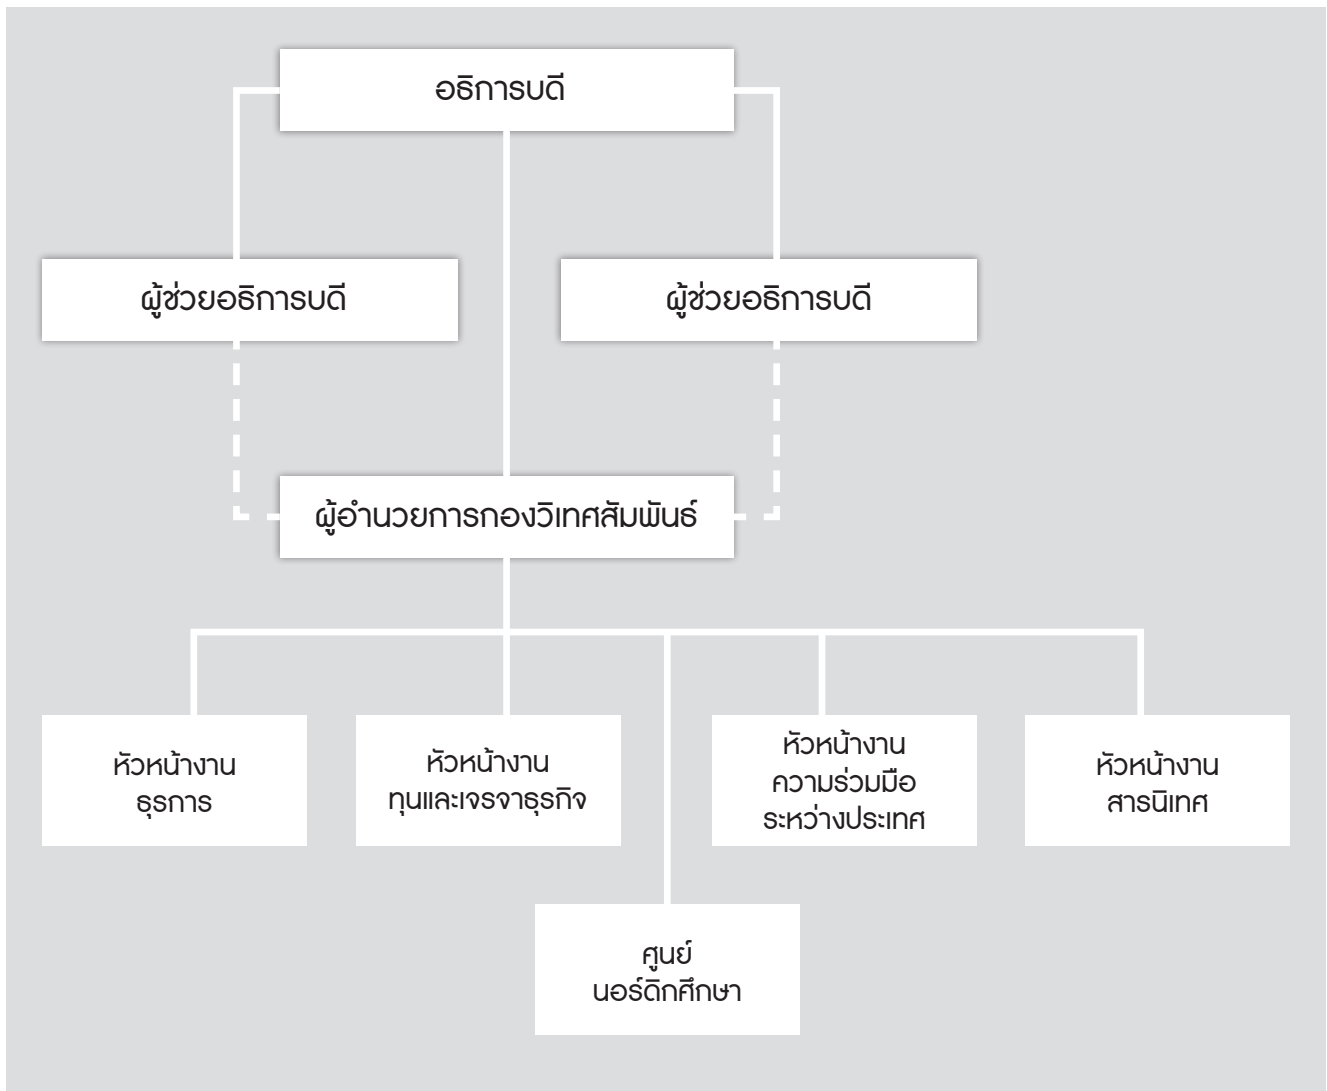 อธิการบดี
ผู้ช่วยอธิการบดี
ผู้ช่วยอธิการบดี
ผู้อำนวยการกองวิเทศสัมพันธ์
หัวหน้างาน
ธุรการ
หัวหน้างาน
ทุนและเจรจาธุรกิจ
หัวหน้างาน
ความร่วมมือ
ระหว่างประเทศ
หัวหน้างาน
สารนิเทศ
ศูนย์
นอร์ดิกศึกษา